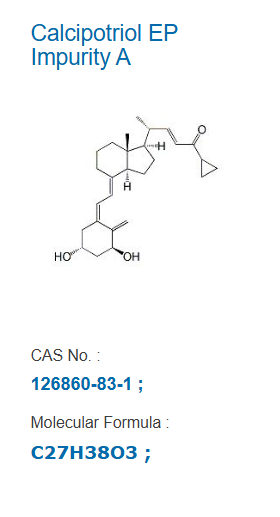 Calcipotriol EP
Impurity A
O
H
H
HO
OH
CAS No. :
126860-83-1 ;
Molecular Formula :
C27H38O3 ;